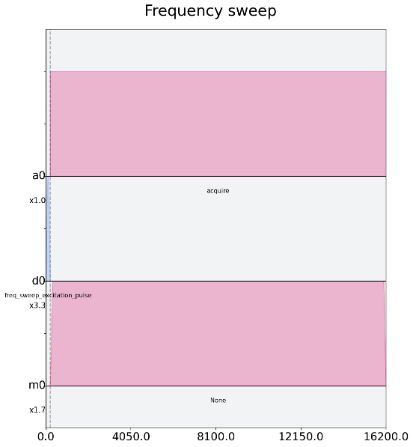 Frequency sweep
a0
x1.0
acquire
d0
freq_sweep_excitation_pulse
x3.3
m0
x1.7
None
0.0 4050.0 8100.0 12150.0 16200.0